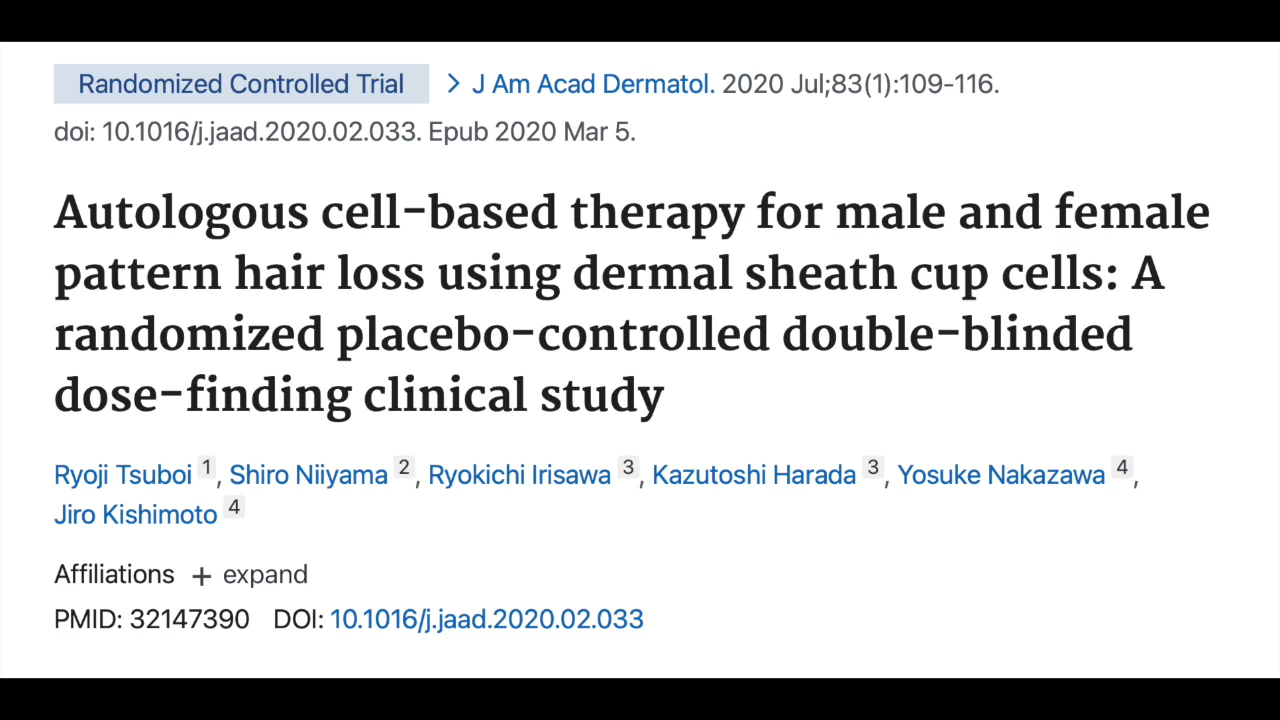 Randomized Controlled Trial > J Am Acad Dermatol. 2020 Jul;83(1):109-116.
doi: 10.1016/j.jaad.2020.02.033. Epub 2020 Mar 5.
Autologous cell-based therapy for male and female
pattern hair loss using dermal sheath cup cells: A
randomized placebo-controlled double-blinded
dose-finding clinical study
Ryoji Tsuboi 1, Shiro Niiyama 2, Ryokichi Irisawa 3, Kazutoshi Harada 3, Yosuke Nakazawa 4,
Jiro Kishimoto 4
Affiliations + expand
PMID: 32147390 DOI: 10.1016/j.jaad.2020.02.033